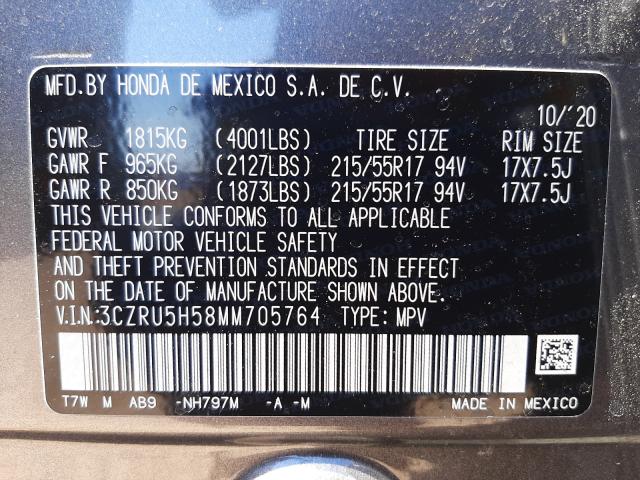 MFD.BY HONDA DE MEXICO S.A. DE C.V.
10/'20
GVWR 1815KG (4001LBS) TIRE SIZE RIM SIZE
GAWR F 965KG (2127LBS) 215/55R17 94V 17X7.5J
GAWR R 850KG (1873LBS) 215/55R17 94V 17X7.5J
THIS VEHICLE CONFORMS TO ALL APPLICABLE
FEDERAL MOTOR VEHICLE SAFETY
AND THEFT PREVENTION STANDARDS IN EFFECT
ON THE DATE OF MANUFACTURE SHOWN ABOVE.
V.I.N.:3CZRU5H58MM705764 TYPE: MPV
T7W M AB9 -NH797M -A -M MADE IN MEXICO